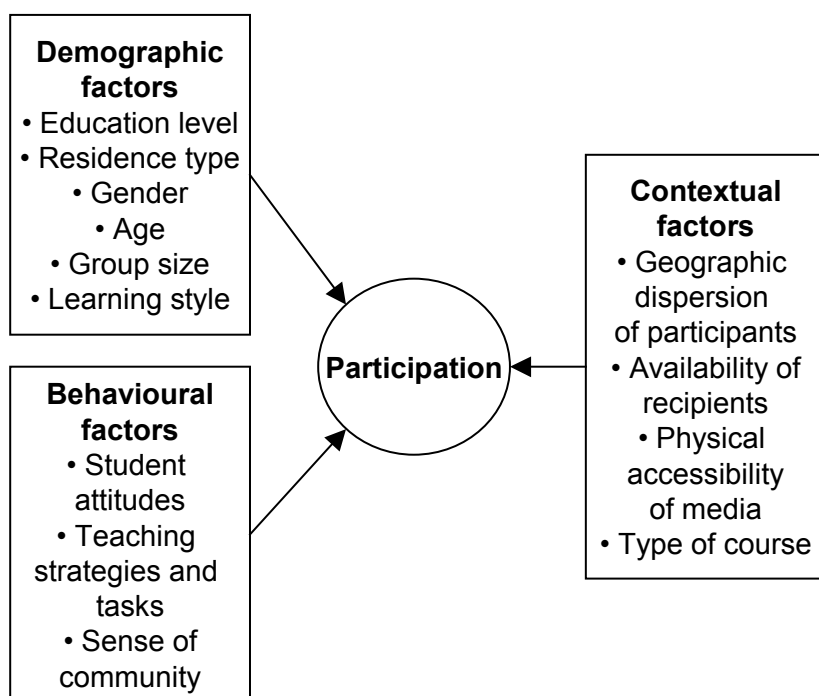 Demographic
factors
• Education level
• Residence type
• Gender
• Age
• Group size
• Learning style
Behavioural
factors
• Student
attitudes
• Teaching
strategies and
tasks
• Sense of
community
Participation
Contextual
factors
• Geographic
dispersion
of participants
• Availability of
recipients
• Physical
accessibility
of media
• Type of course